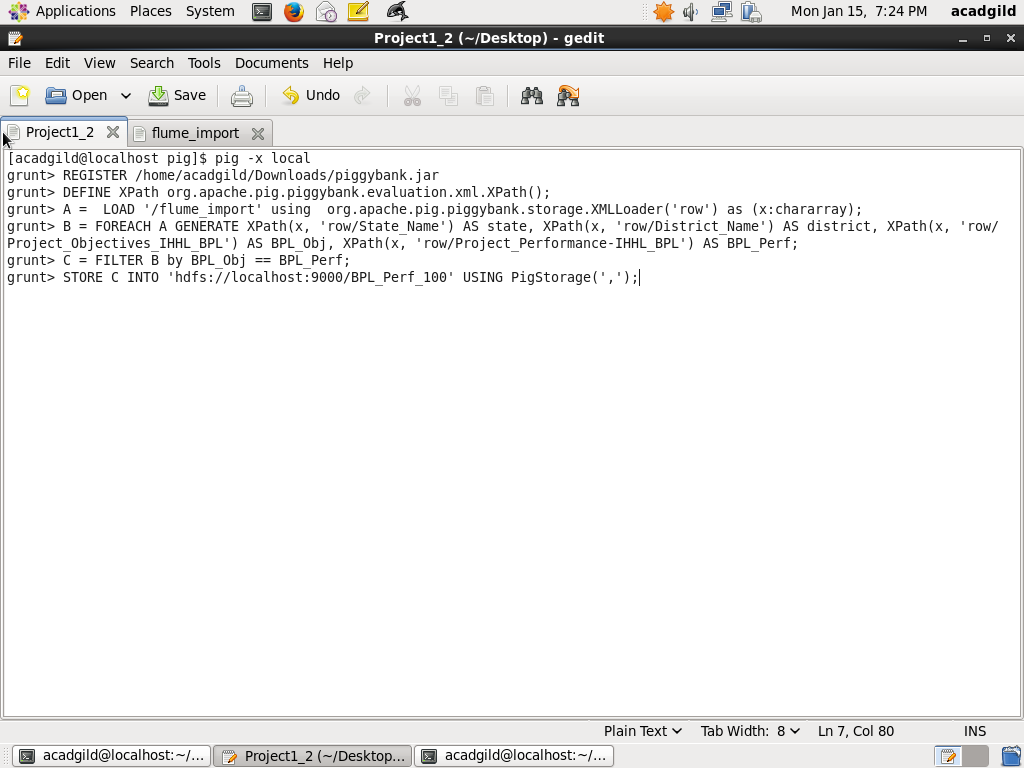 Applications Places System Mon Jan 15, 7:24 PM acadgild
Project1_2 (~/Desktop) - gedit
File Edit View Search Tools Documents Help
Open Save Undo
Project1_2 flume_import
[acadgild@localhost pig]$ pig -x local
grunt> REGISTER /home/acadgild/Downloads/piggybank.jar
grunt> DEFINE XPath org.apache.pig.piggybank.evaluation.xml.XPath();
grunt> A =  LOAD '/flume_import' using  org.apache.pig.piggybank.storage.XMLLoader('row') as (x:chararray);
grunt> B = FOREACH A GENERATE XPath(x, 'row/State_Name') AS state, XPath(x, 'row/District_Name') AS district, XPath(x, 'row/
Project_Objectives_IHHL_BPL') AS BPL_Obj, XPath(x, 'row/Project_Performance-IHHL_BPL') AS BPL_Perf;
grunt> C = FILTER B by BPL_Obj == BPL_Perf;
grunt> STORE C INTO 'hdfs://localhost:9000/BPL_Perf_100' USING PigStorage(',');
Plain Text Tab Width: 8 Ln 7, Col 80 INS
acadgild@localhost:~/... Project1_2 (~/Desktop... acadgild@localhost:~/...